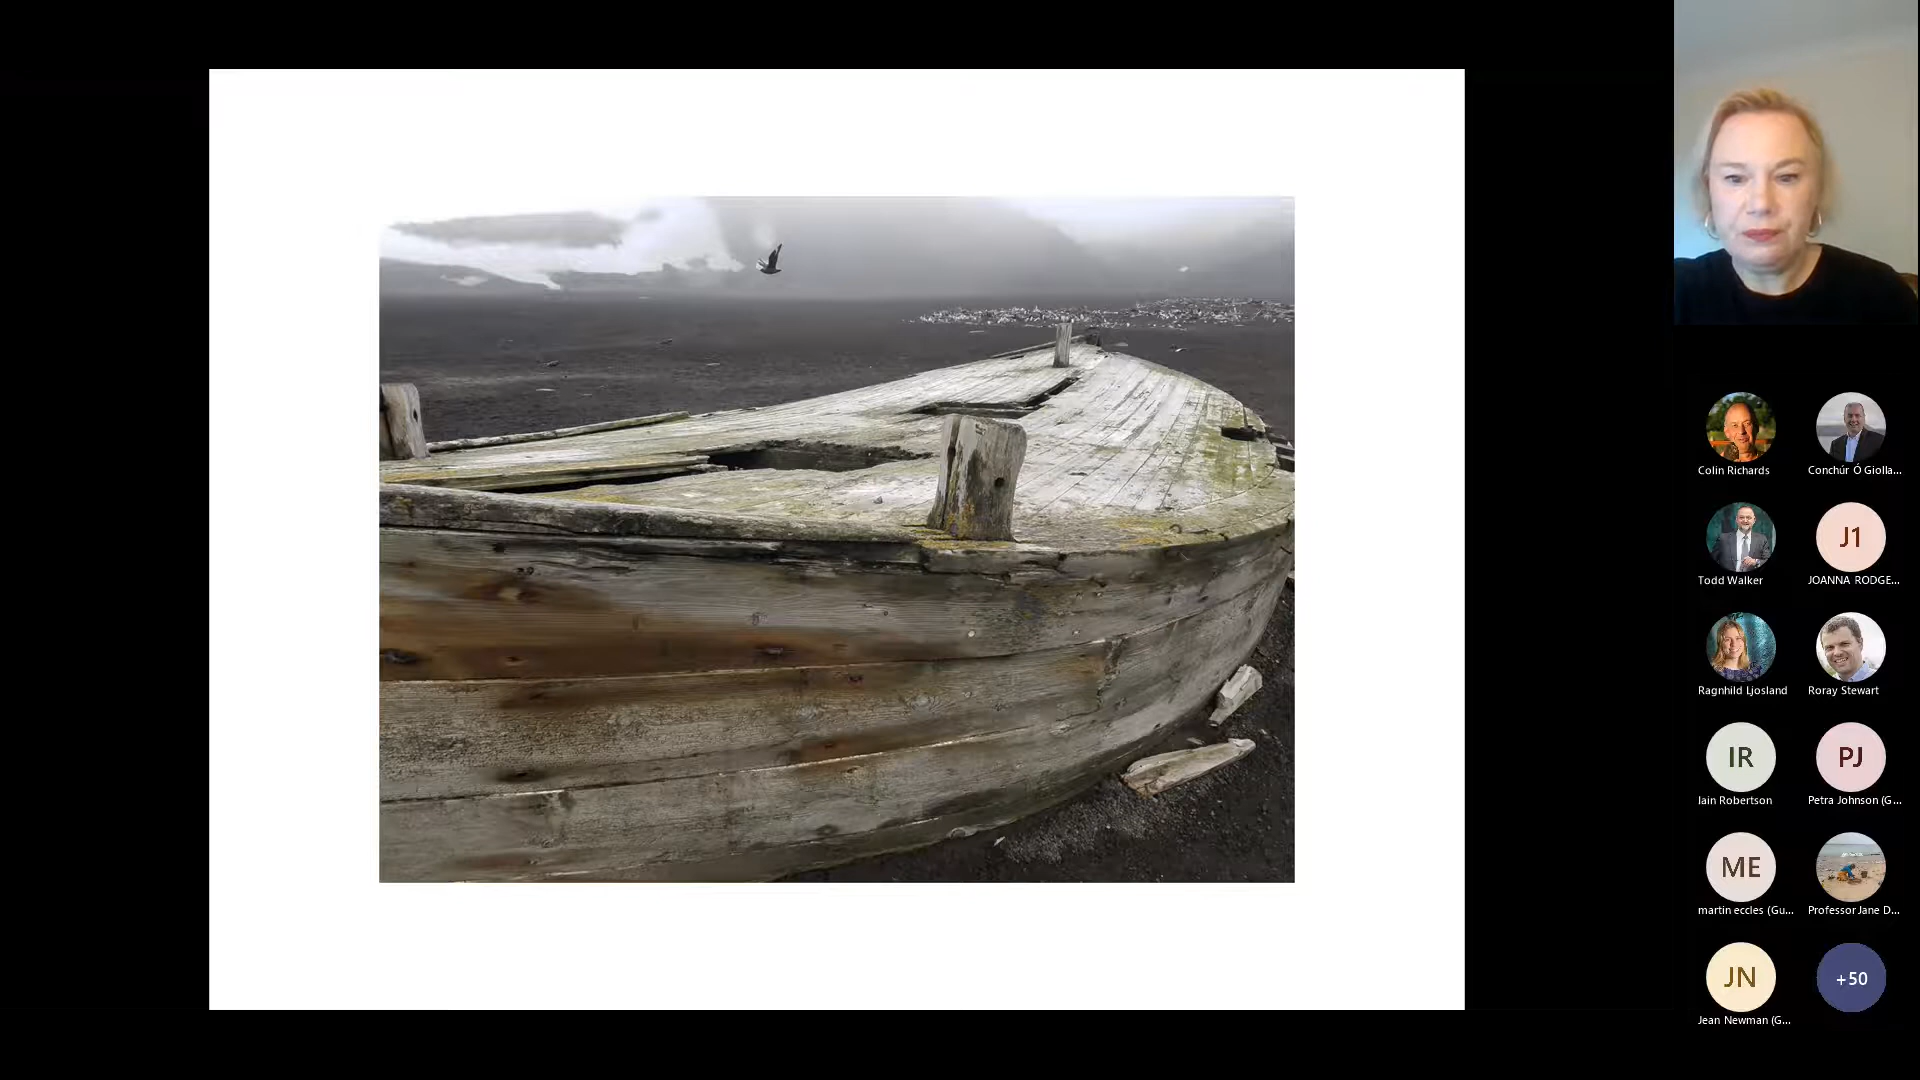 Colin Richards
Conchúr Ó Giolla...
Todd Walker
J1
JOANNA RODGE...
Ragnhild Ljosland
Roray Stewart
IR
Iain Robertson
PJ
Petra Johnson (G...
ME
martin eccles (Gu...
Professor Jane D...
JN
Jean Newman (G...
+50